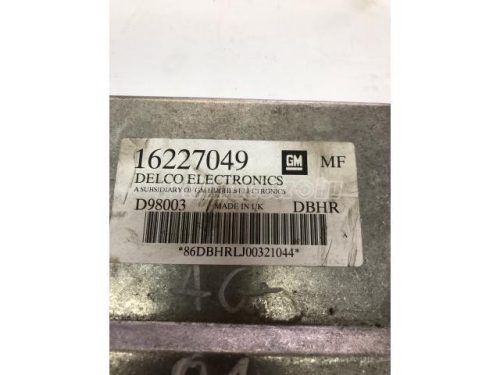 16227049 GM MF
DELCO ELECTRONICS
A SUBSIDIARY OF GM HUGHES ELECTRONICS
D98003 MADE IN UK DBHR
*86DBHRLJ00321044* A